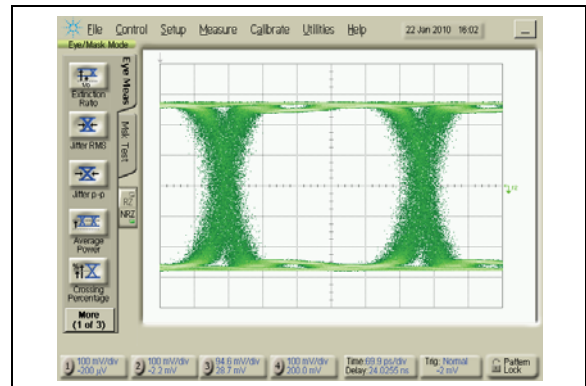 File Control Setup Measure Calibrate Utilities Help 22 Jan 2010 16:02
Eye/Mask Mode
Eye Meas
Msk Test
Extinction
Ratio
Jitter RMS
Jitter p-p
RZ
NRZ
Average
Power
Crossing
Percentage
More
(1 of 3)
1) 100 mV/div
-200 µV
2) 100 mV/div
-2.2 mV
3) 94.6 mV/div
28.7 mV
4) 100 mV/div
200.0 mV
Time:69.9 ps/div
Delay:24.0255 ns
Trig: Normal
-2 mV
Pattern
Lock